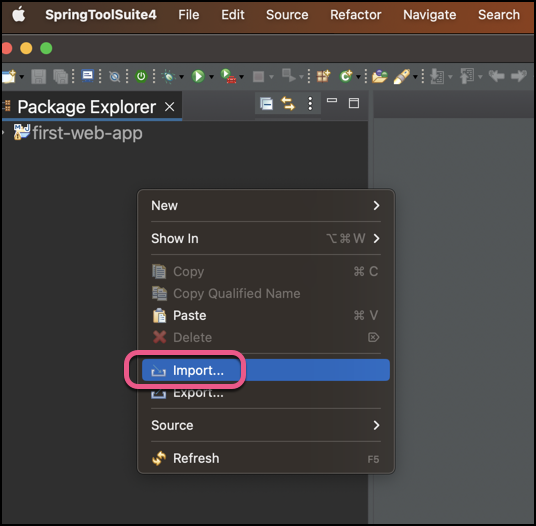 SpringToolSuite4 File Edit Source Refactor Navigate Search
Package Explorer
first-web-app
New
Show In ⌥⌘W
Copy ⌘ C
Copy Qualified Name
Paste ⌘ V
Delete ⌦
Import...
Export...
Source
Refresh F5